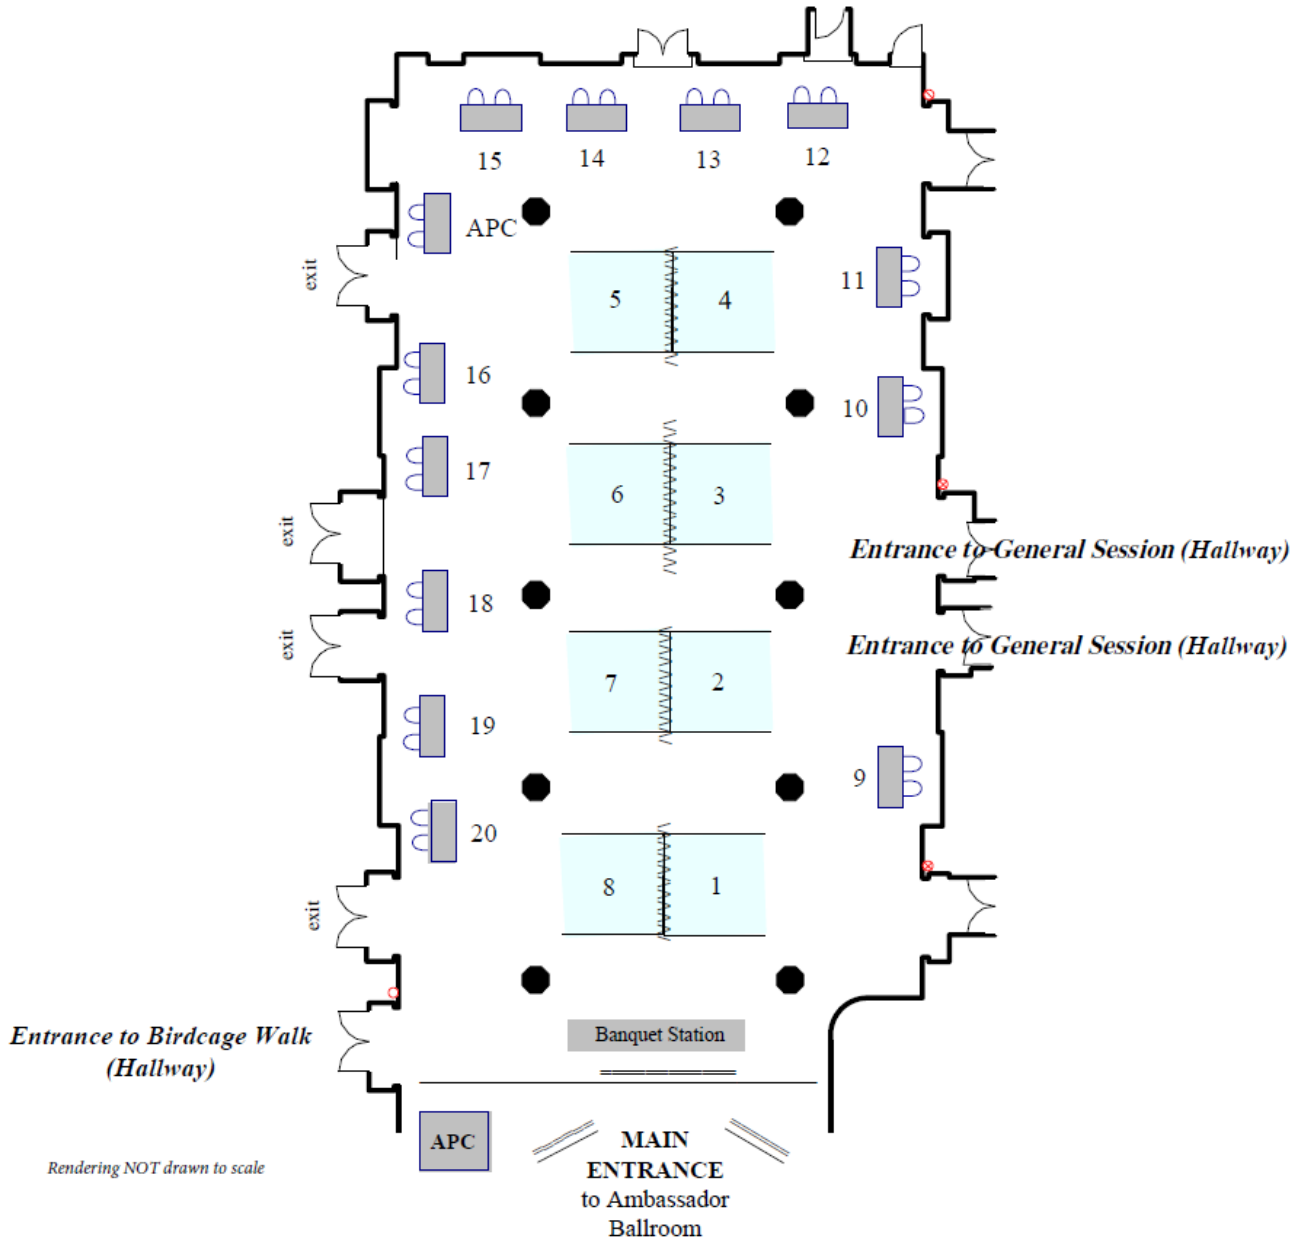 15
14
13
12
APC
exit
11
5
4
16
10
17
6
3
exit
Entrance to General Session (Hallway)
18
exit
Entrance to General Session (Hallway)
7
2
19
9
20
8
1
exit
Entrance to Birdcage Walk
(Hallway)
Banquet Station
APC
MAIN
ENTRANCE
to Ambassador
Ballroom
Rendering NOT drawn to scale